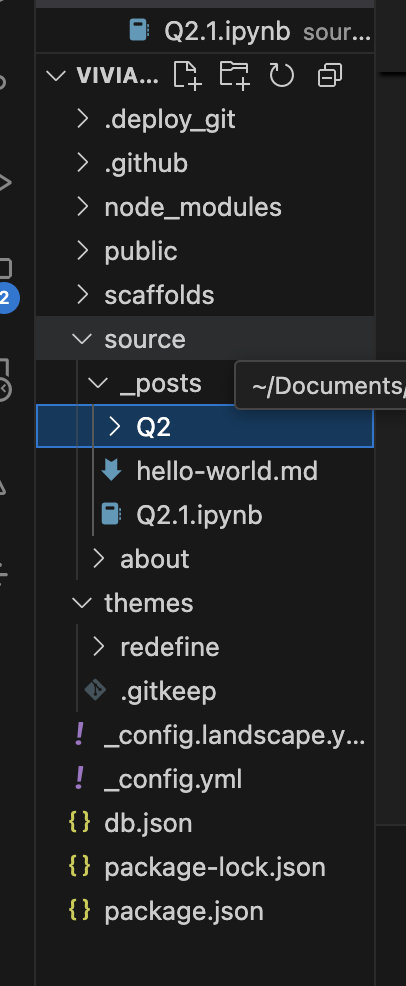 Q2.1.ipynb sour...
VIVIA...
.deploy_git
.github
node_modules
public
scaffolds
2
source
_posts
~/Documents/
Q2
hello-world.md
Q2.1.ipynb
about
themes
redefine
.gitkeep
! _config.landscape.y...
! _config.yml
{} db.json
{} package-lock.json
{} package.json